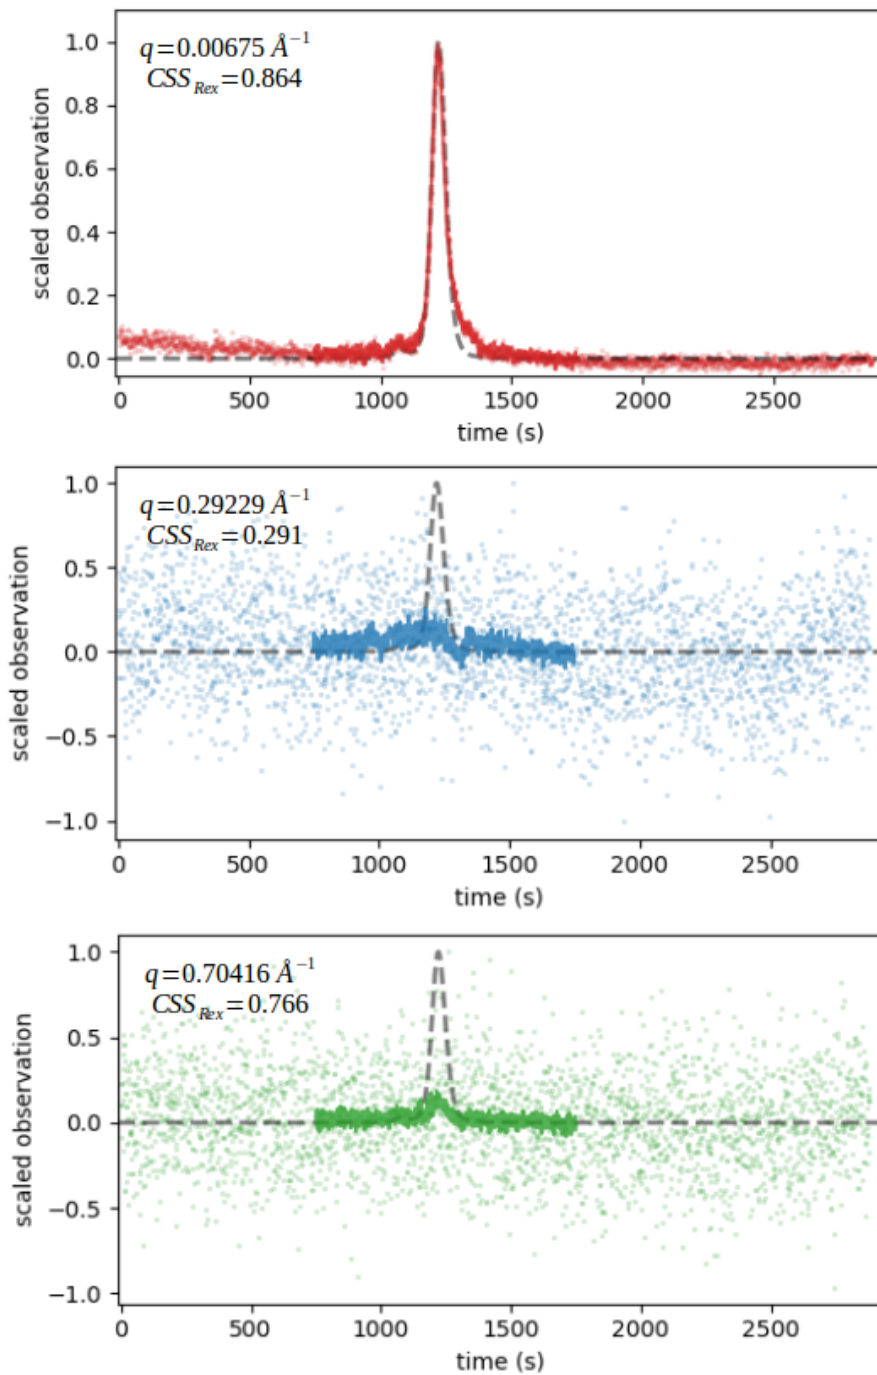 q=0.00675 Å⁻¹
CSS_Rex=0.864
scaled observation
1.0
0.8
0.6
0.4
0.2
0.0
0 500 1000 1500 2000 2500
time (s)
q=0.29229 Å⁻¹
CSS_Rex=0.291
scaled observation
1.0
0.5
0.0
−0.5
−1.0
0 500 1000 1500 2000 2500
time (s)
q=0.70416 Å⁻¹
CSS_Rex=0.766
scaled observation
1.0
0.5
0.0
−0.5
−1.0
0 500 1000 1500 2000 2500
time (s)